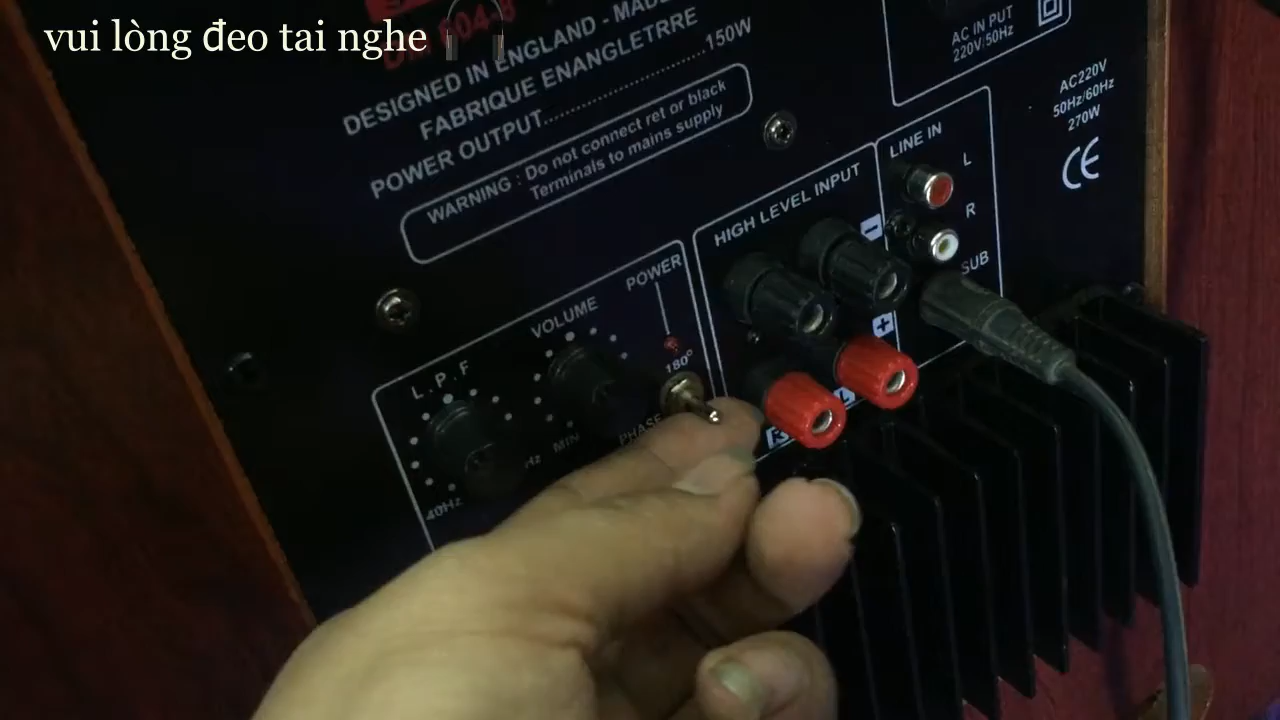 vui lòng đeo tai nghe
DESIGNED IN ENGLAND - MADE
FABRIQUE ENANGLETRRE
POWER OUTPUT..........................150W
WARNING : Do not connect ret or black
Terminals to mains supply
AC IN PUT
220V/50Hz
AC220V
50Hz/60Hz
270W
CE
LINE IN
L
R
SUB
HIGH LEVEL INPUT
−
+
R
L
POWER
180°
PHASE
VOLUME
MIN
L.P.F
40Hz
Hz